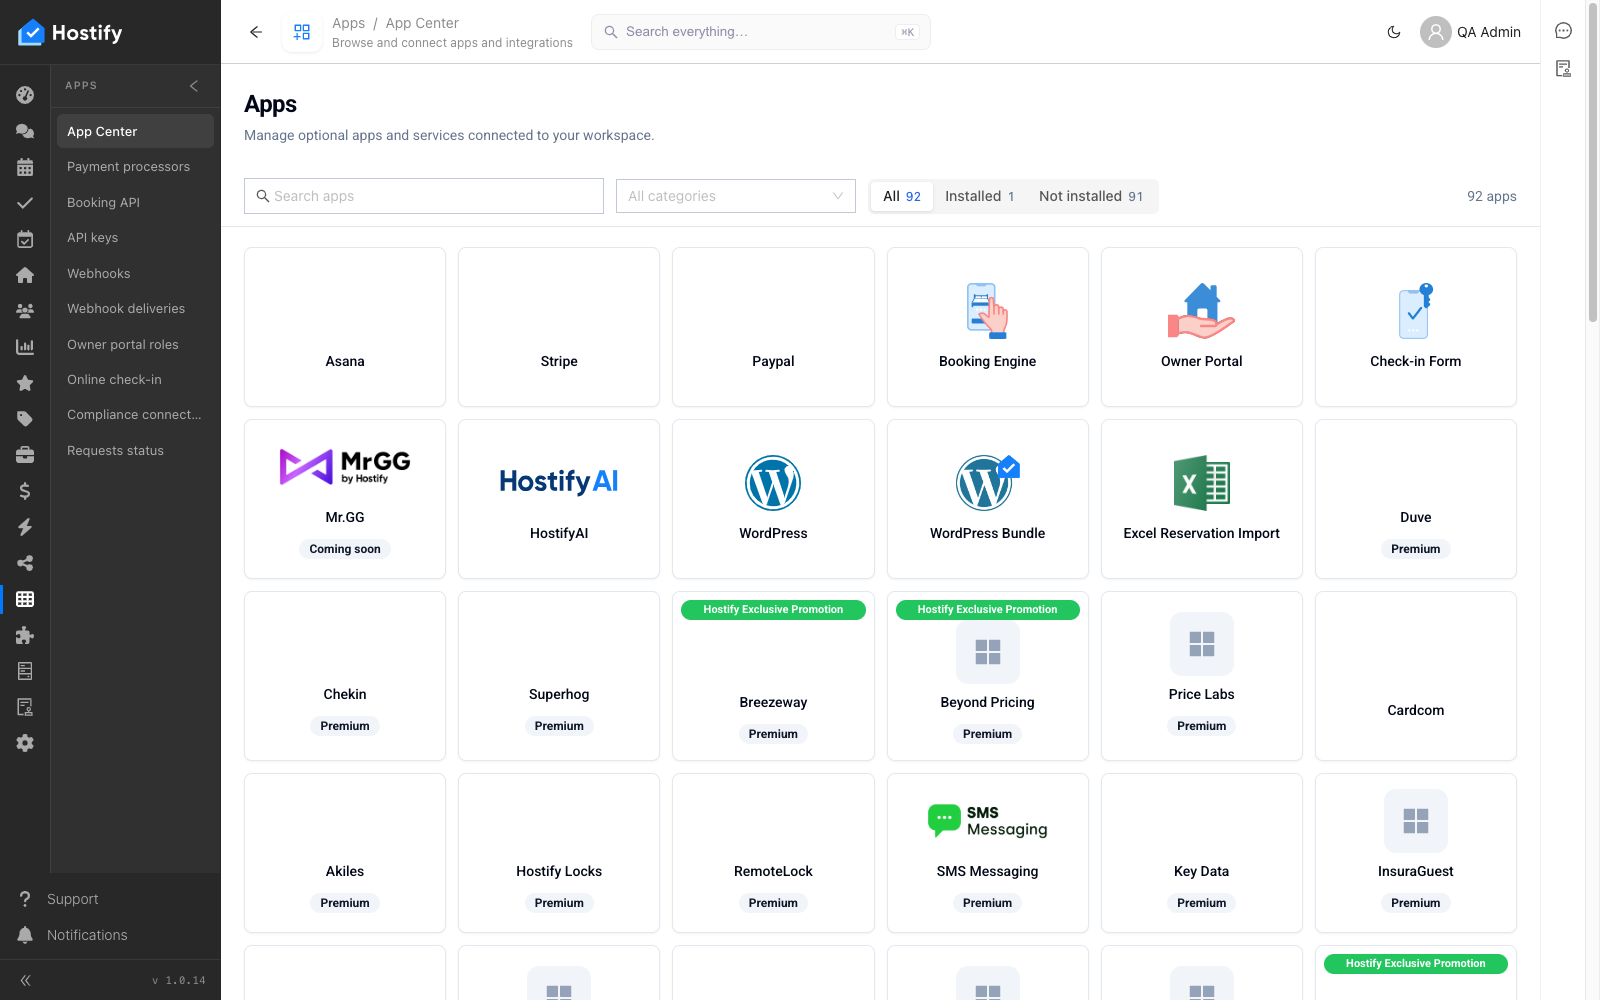 Hostify
Apps / App Center
Browse and connect apps and integrations
Search everything...
⌘K
QA Admin
APPS
App Center
Payment processors
Booking API
API keys
Webhooks
Webhook deliveries
Owner portal roles
Online check-in
Compliance connect...
Requests status
Support
Notifications
v 1.0.14
Apps
Manage optional apps and services connected to your workspace.
Search apps
All categories
All 92
Installed 1
Not installed 91
92 apps
Asana
Stripe
Paypal
Booking Engine
Owner Portal
Check-in Form
MrGG
by Hostify
Mr.GG
Coming soon
Hostify AI
HostifyAI
WordPress
WordPress Bundle
X
Excel Reservation Import
Duve
Premium
Chekin
Premium
Superhog
Premium
Hostify Exclusive Promotion
Breezeway
Premium
Hostify Exclusive Promotion
Beyond Pricing
Premium
Price Labs
Premium
Cardcom
Akiles
Premium
Hostify Locks
Premium
RemoteLock
Premium
SMS
Messaging
SMS Messaging
Premium
Key Data
Premium
InsuraGuest
Premium
Hostify Exclusive Promotion